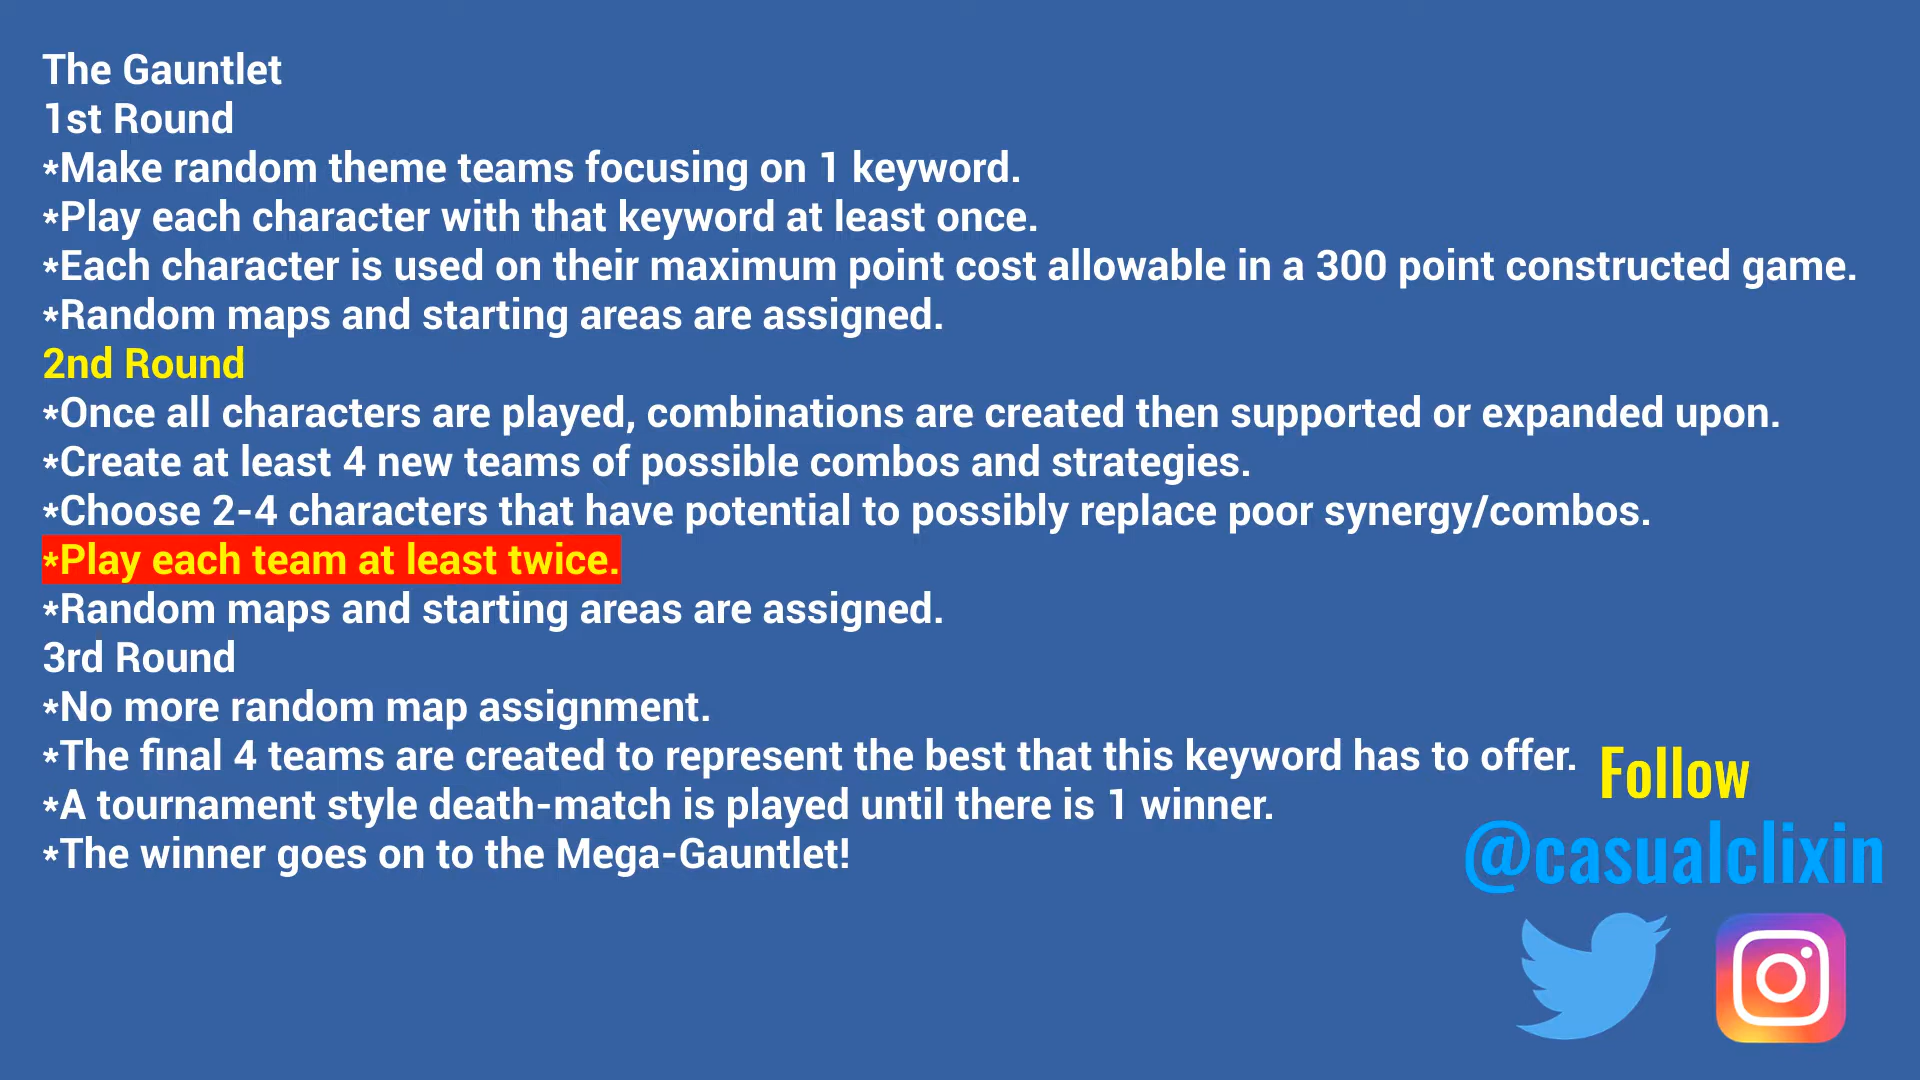 The Gauntlet
1st Round
*Make random theme teams focusing on 1 keyword.
*Play each character with that keyword at least once.
*Each character is used on their maximum point cost allowable in a 300 point constructed game.
*Random maps and starting areas are assigned.
2nd Round
*Once all characters are played, combinations are created then supported or expanded upon.
*Create at least 4 new teams of possible combos and strategies.
*Choose 2-4 characters that have potential to possibly replace poor synergy/combos.
*Play each team at least twice.
*Random maps and starting areas are assigned.
3rd Round
*No more random map assignment.
*The final 4 teams are created to represent the best that this keyword has to offer.
*A tournament style death-match is played until there is 1 winner.
*The winner goes on to the Mega-Gauntlet!
Follow
@casualclixin